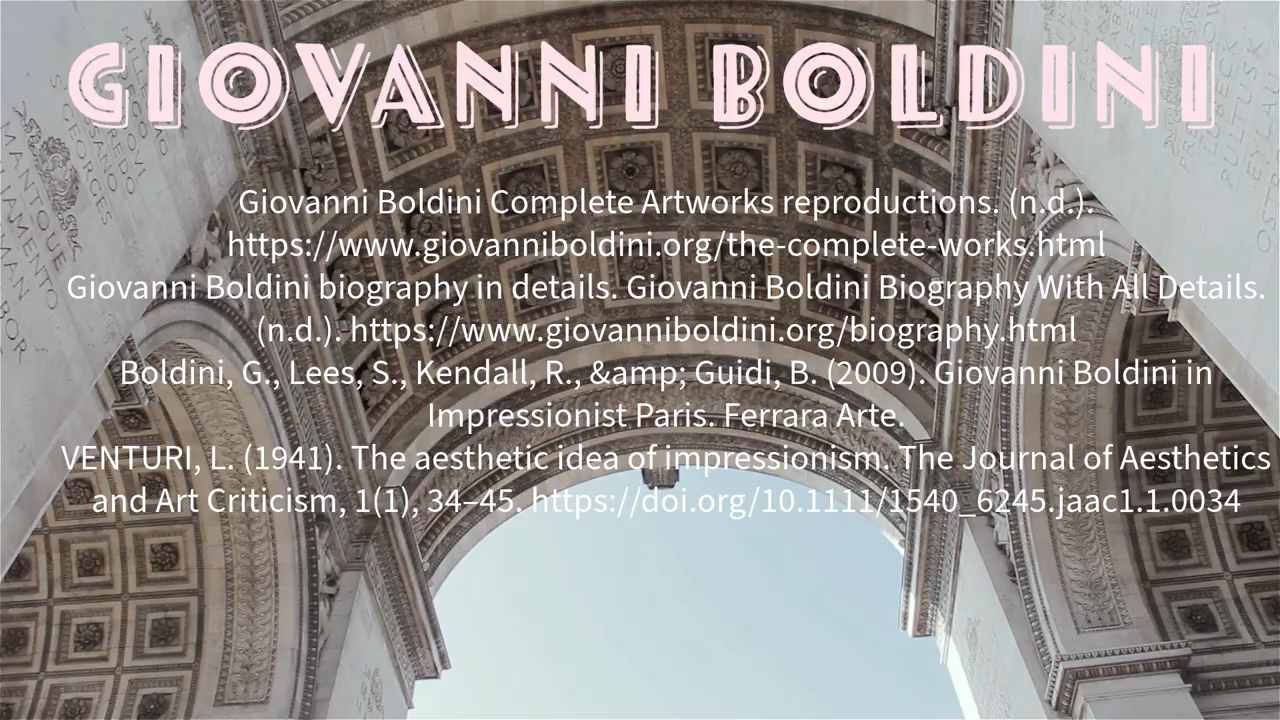 GIOVANNI BOLDINI
Giovanni Boldini Complete Artworks reproductions. (n.d.).
https://www.giovanniboldini.org/the-complete-works.html
Giovanni Boldini biography in details. Giovanni Boldini Biography With All Details.
(n.d.). https://www.giovanniboldini.org/biography.html
Boldini, G., Lees, S., Kendall, R., &amp; Guidi, B. (2009). Giovanni Boldini in
Impressionist Paris. Ferrara Arte.
VENTURI, L. (1941). The aesthetic idea of impressionism. The Journal of Aesthetics
and Art Criticism, 1(1), 34–45. https://doi.org/10.1111/1540_6245.jaac1.1.0034
MANTOUE